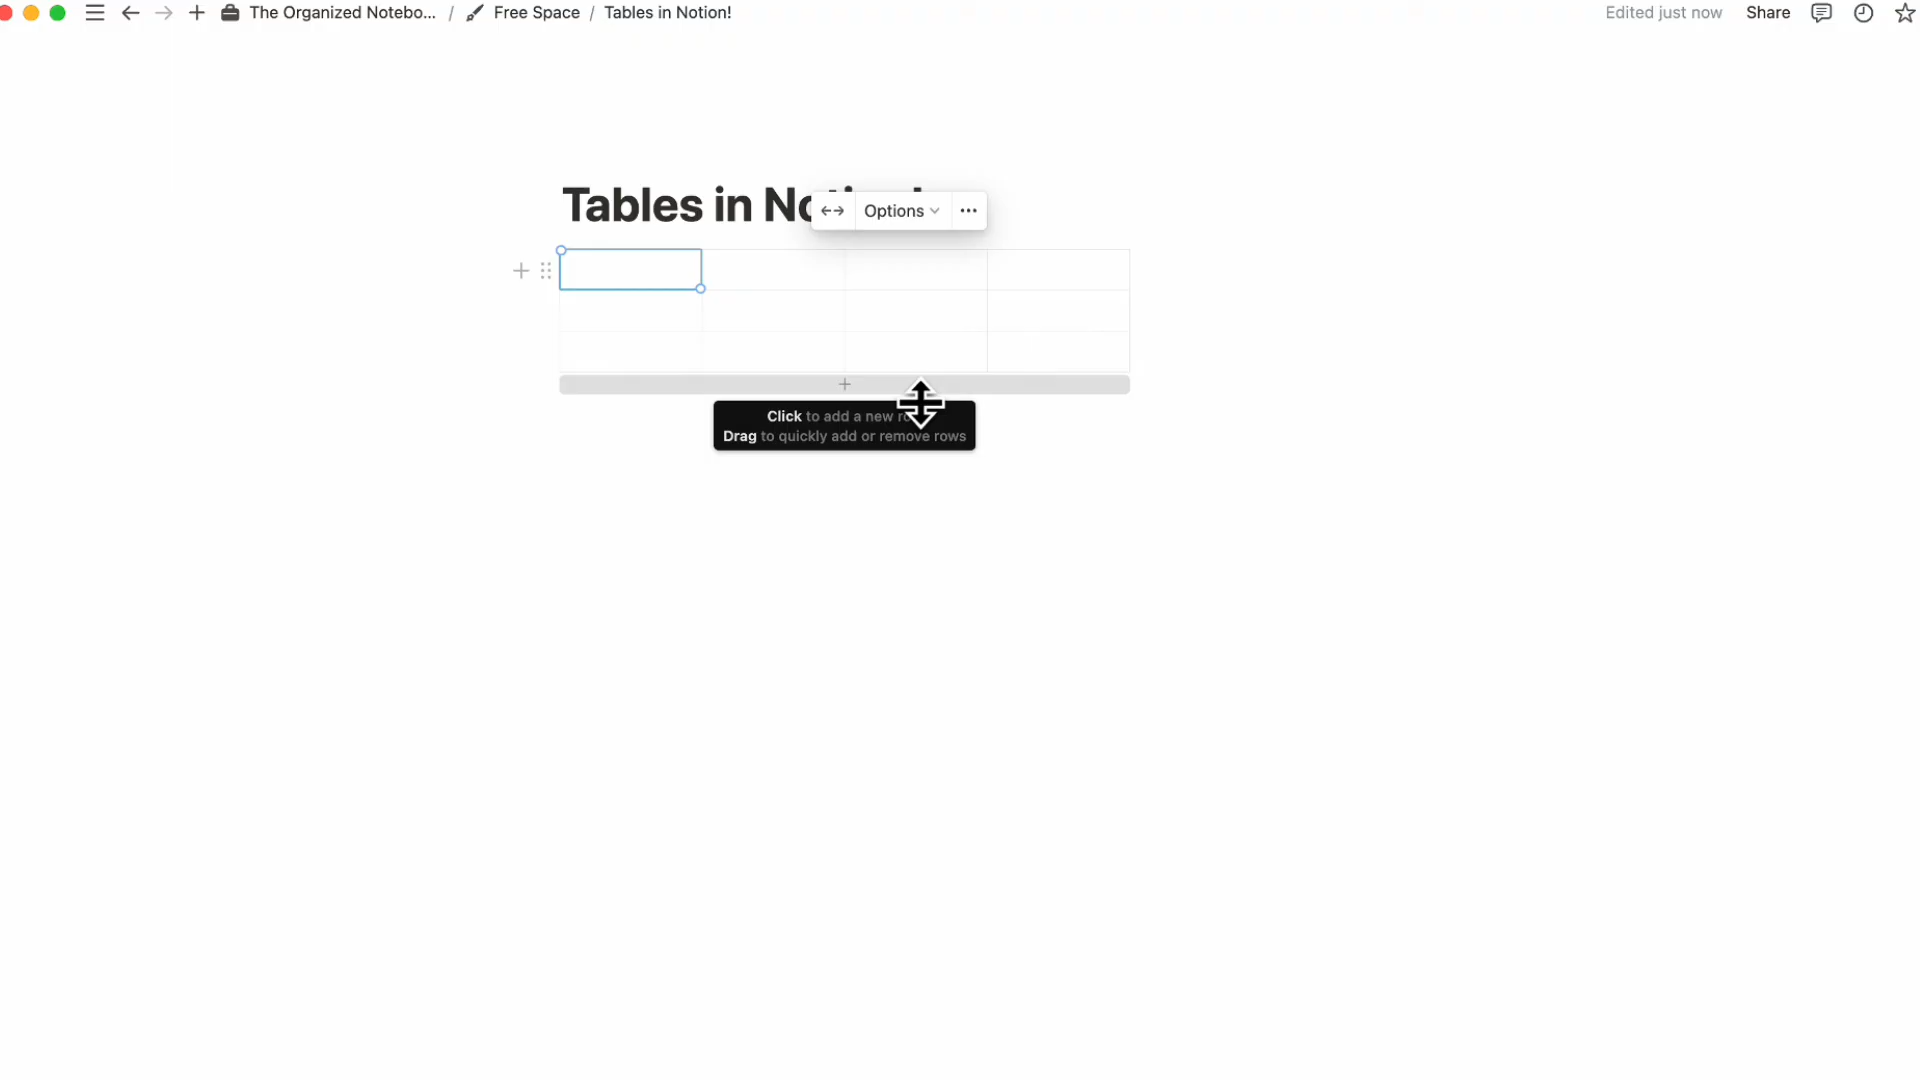 The Organized Notebo... / Free Space / Tables in Notion!
Edited just now Share
Tables in
Options
Click to add a new
Drag to quickly add or remove rows